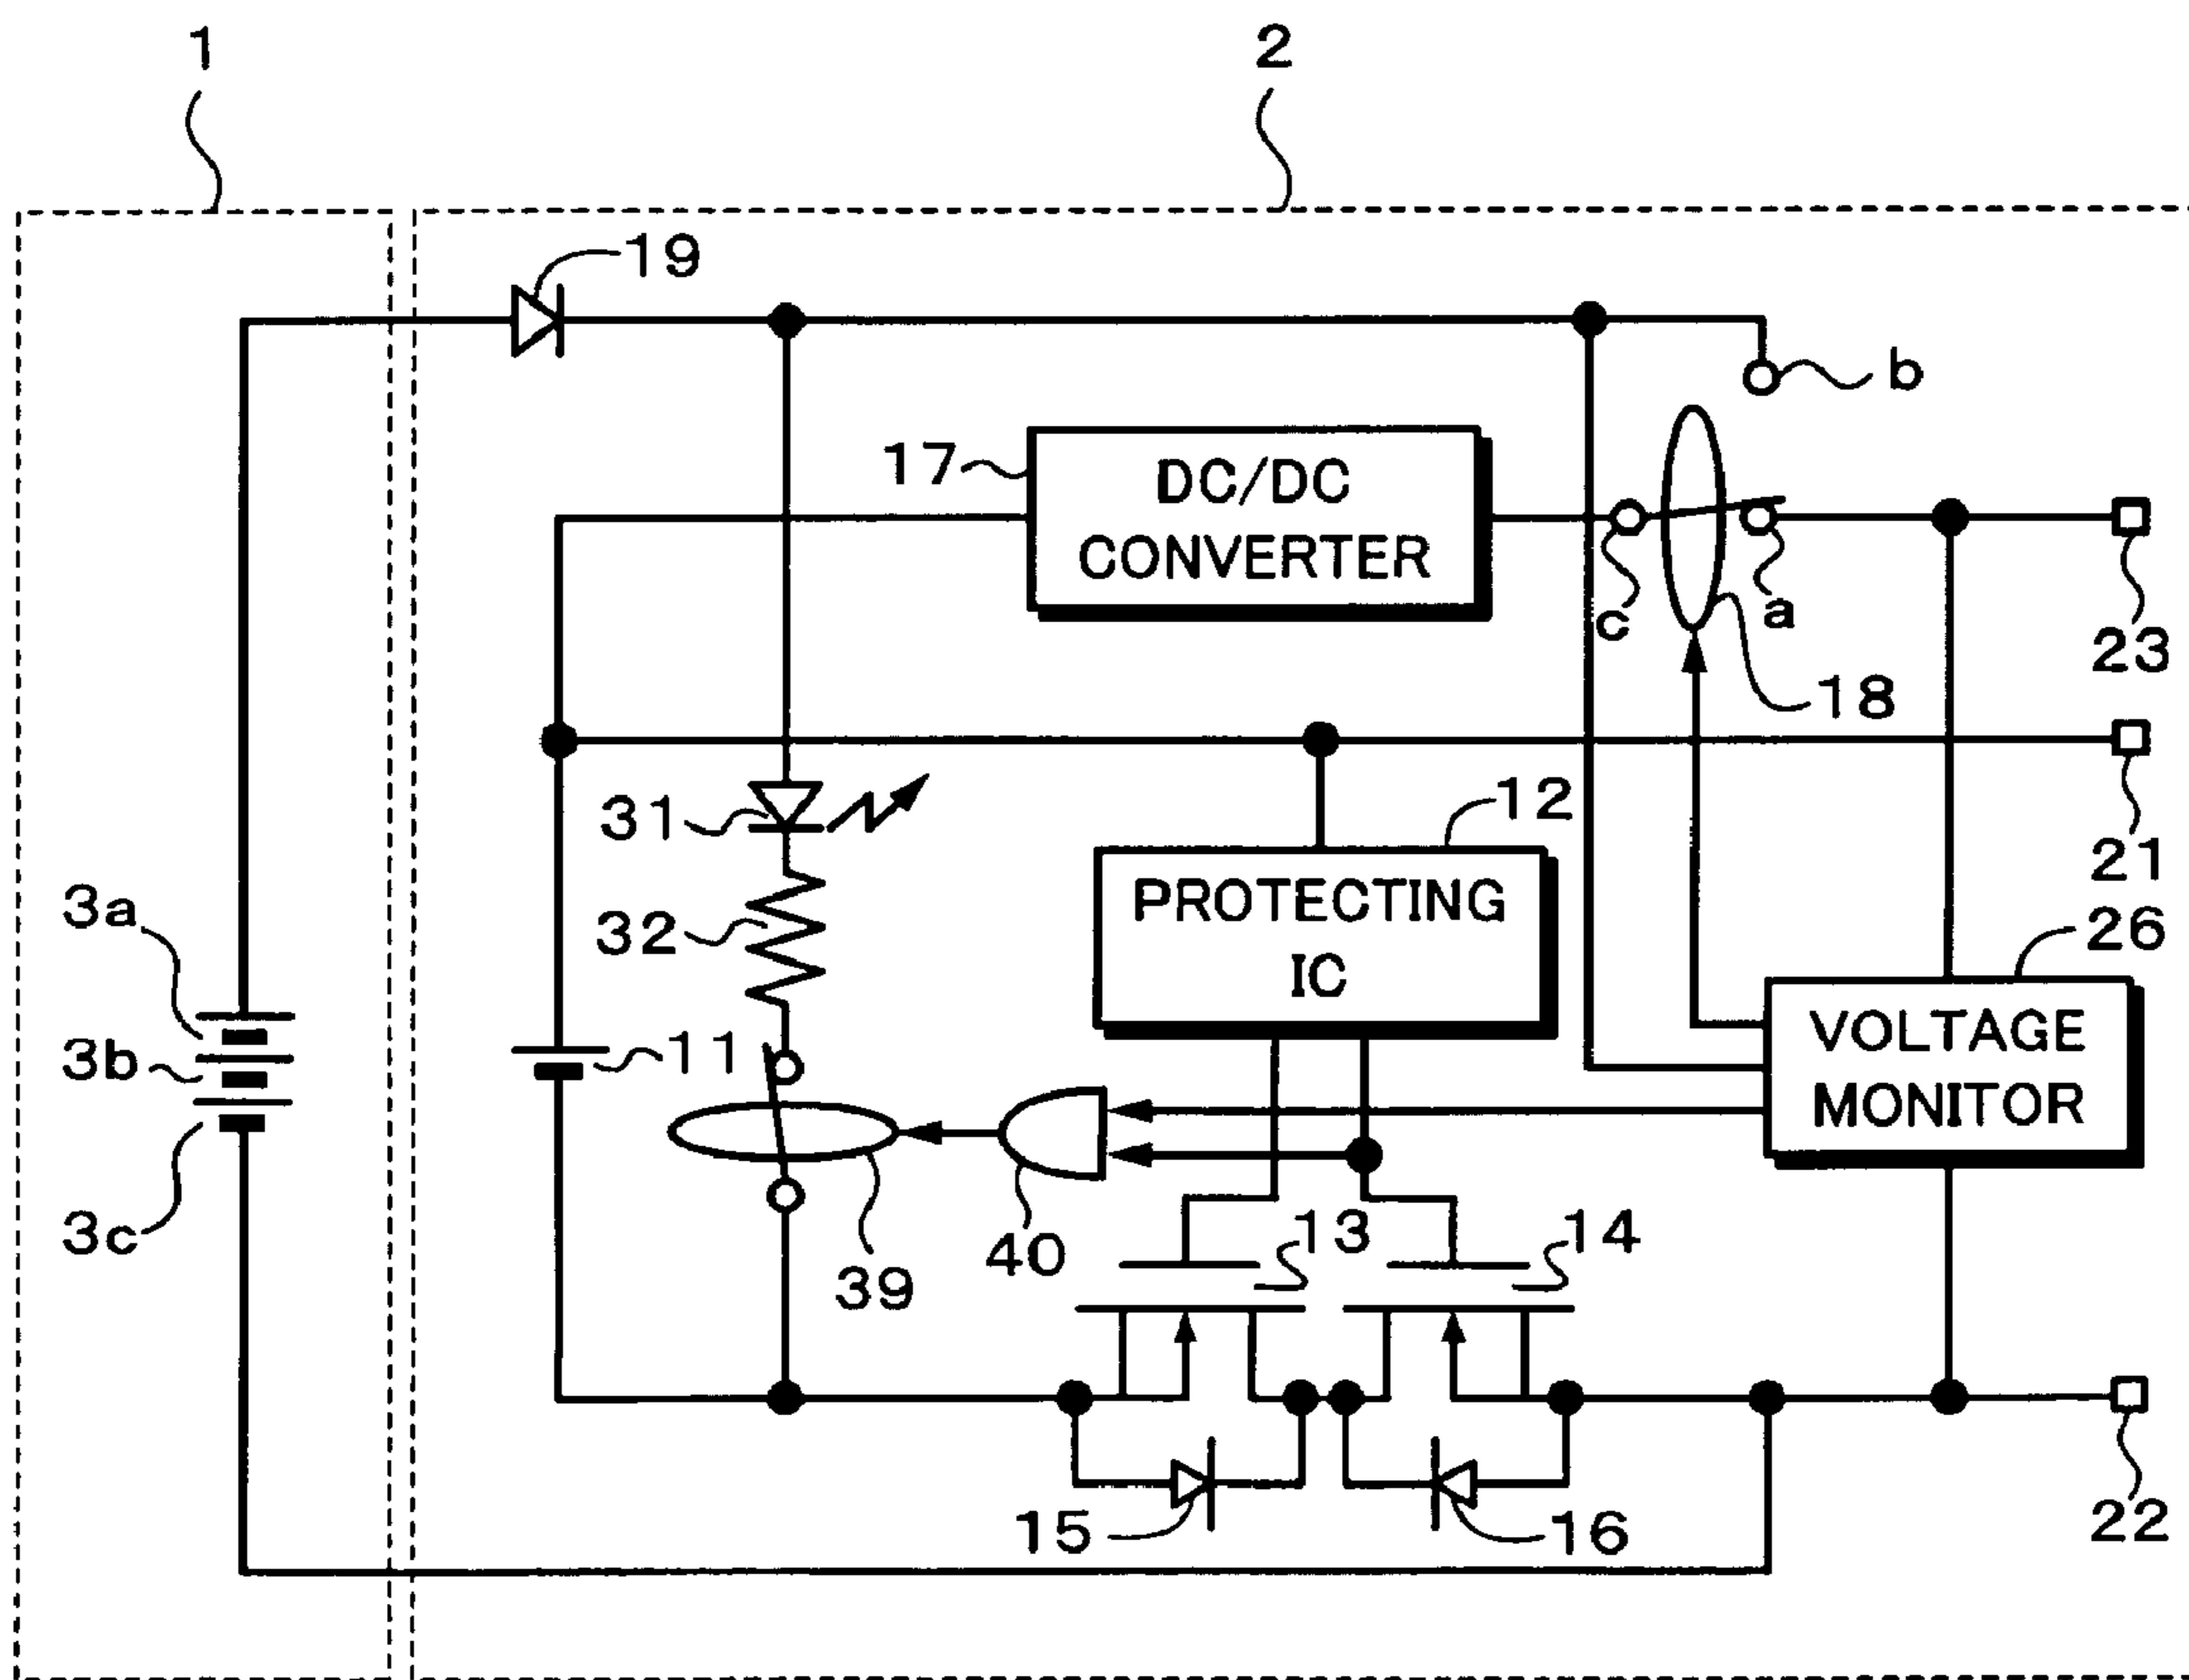 1
2
19
b
17
DC/DC
CONVERTER
c
a
23
18
21
31
12
3a
32
PROTECTING
IC
26
3b
11
VOLTAGE
MONITOR
3c
40
39
13
14
15
16
22